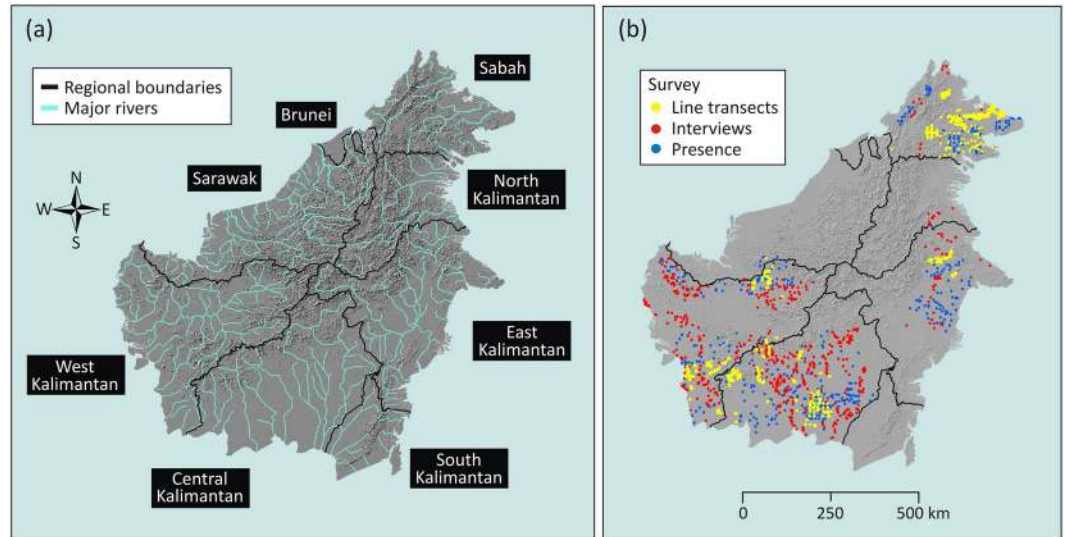 (a)
Regional boundaries
Major rivers
Sabah
Brunei
Sarawak
N
W
E
S
North
Kalimantan
East
Kalimantan
West
Kalimantan
Central
Kalimantan
South
Kalimantan
(b)
Survey
Line transects
Interviews
Presence
0 250 500 km